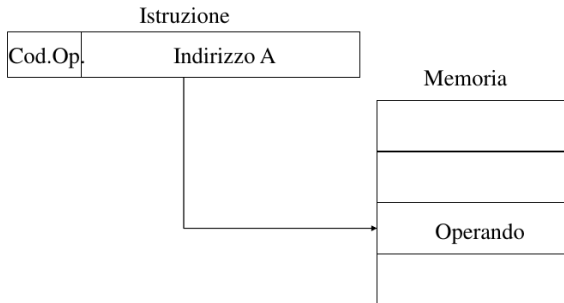 Istruzione
Cod.Op. Indirizzo A
Memoria
Operando